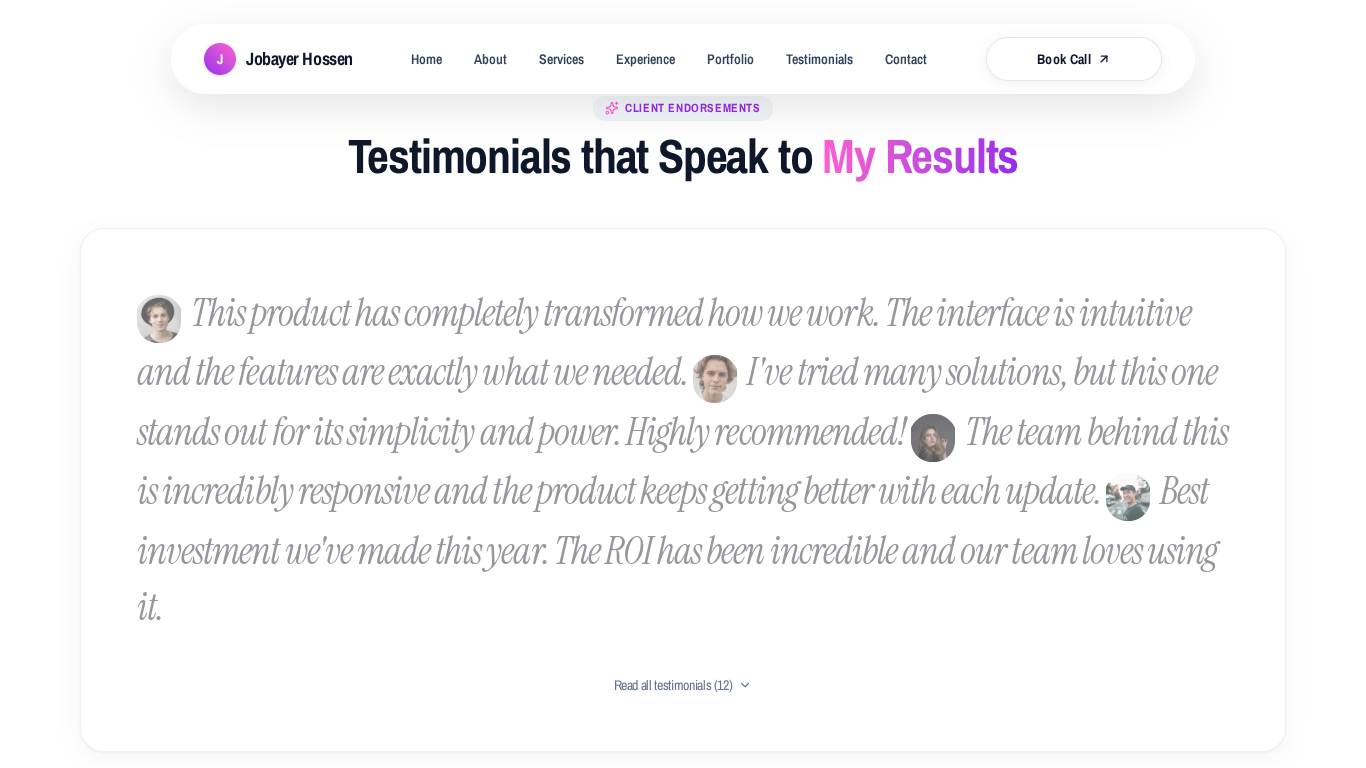 J Jobayer Hossen Home About Services Experience Portfolio Testimonials Contact Book Call
CLIENT ENDORSEMENTS
Testimonials that Speak to My Results
This product has completely transformed how we work. The interface is intuitive
and the features are exactly what we needed. I've tried many solutions, but this one
stands out for its simplicity and power. Highly recommended! The team behind this
is incredibly responsive and the product keeps getting better with each update. Best
investment we've made this year. The ROI has been incredible and our team loves using
it.
Read all testimonials (12)